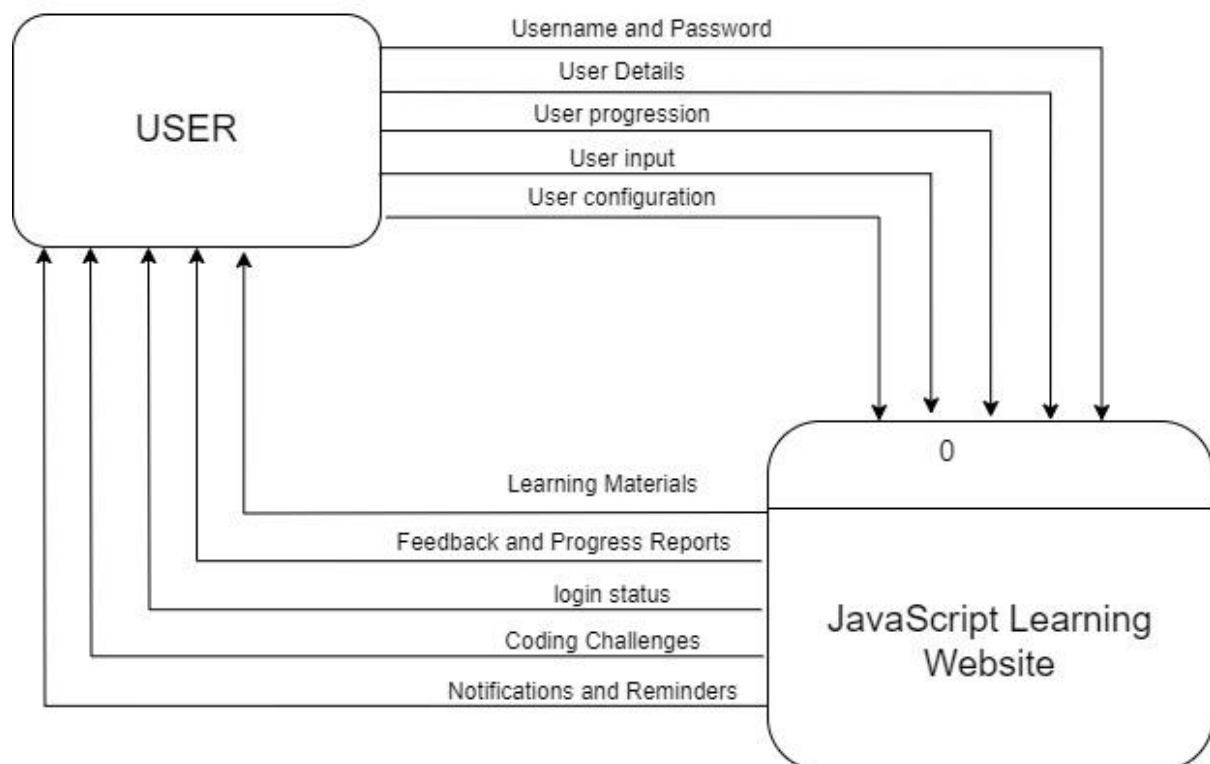 Username and Password
User Details
USER
User progression
User input
User configuration
0
Learning Materials
Feedback and Progress Reports
login status
JavaScript Learning
Website
Coding Challenges
Notifications and Reminders